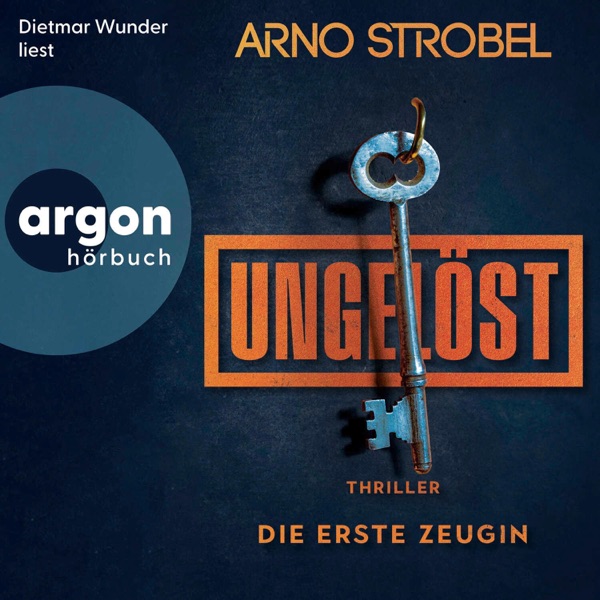 Dietmar Wunder
liest
ARNO STROBEL
argon
hörbuch
UNGELÖST
THRILLER
DIE ERSTE ZEUGIN